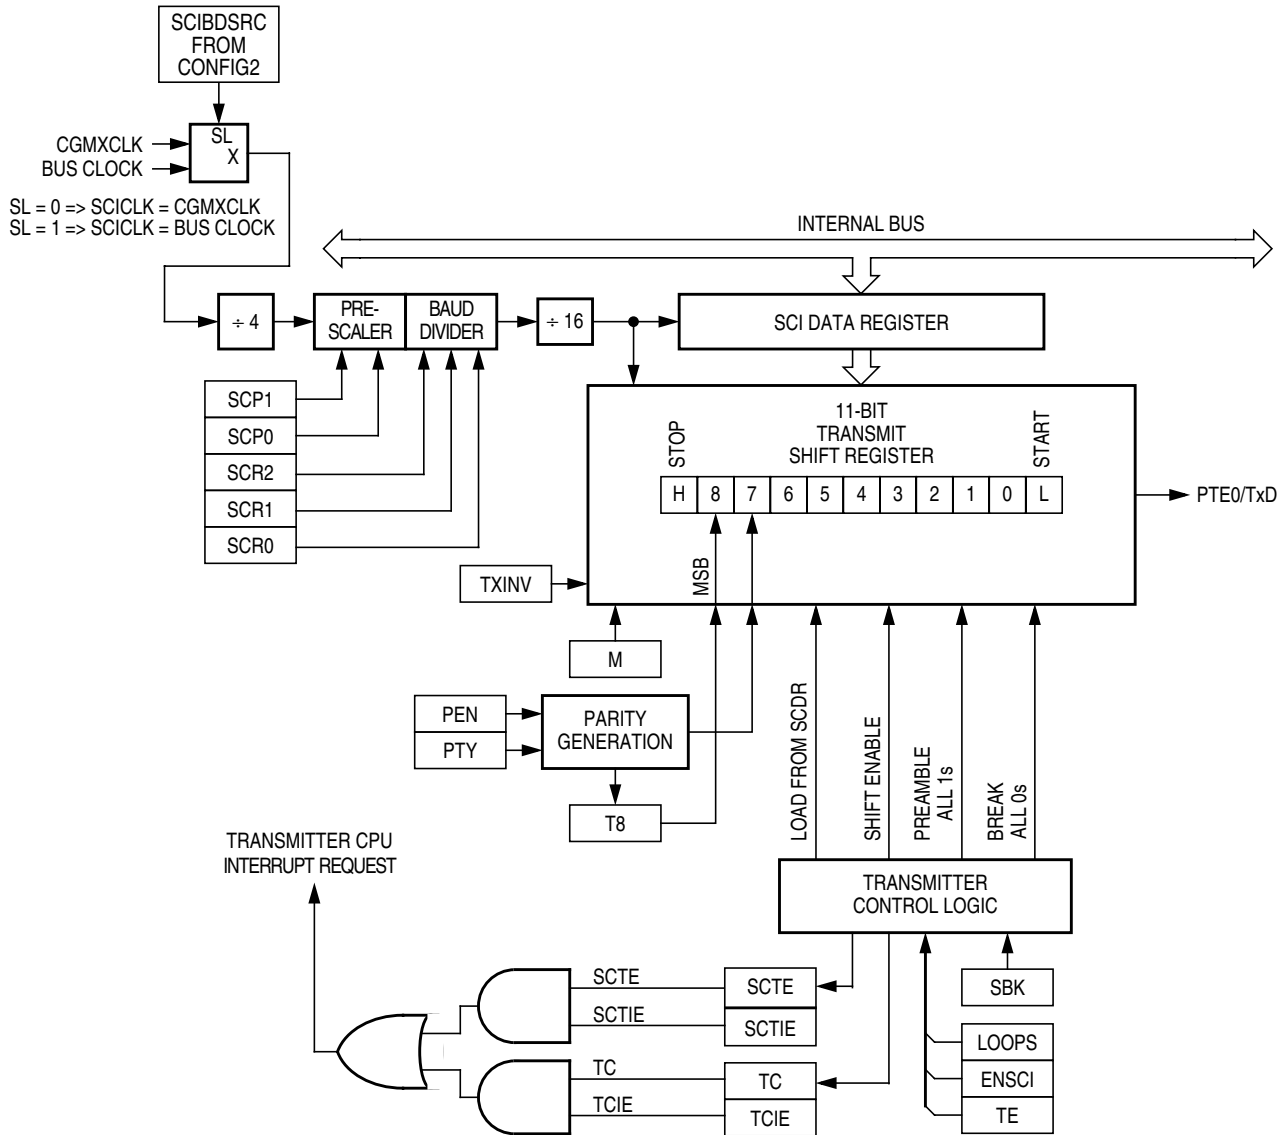 SCIBDSRC
FROM
CONFIG2
SL
X
CGMXCLK
BUS CLOCK
SL = 0 => SCICLK = CGMXCLK
SL = 1 => SCICLK = BUS CLOCK
INTERNAL BUS
÷ 4
PRE-
SCALER
BAUD
DIVIDER
÷ 16
SCI DATA REGISTER
SCP1
SCP0
SCR2
SCR1
SCR0
11-BIT
TRANSMIT
SHIFT REGISTER
STOP
START
H 8 7 6 5 4 3 2 1 0 L
PTE0/TxD
MSB
TXINV
M
PEN
PTY
PARITY
GENERATION
T8
LOAD FROM SCDR
SHIFT ENABLE
PREAMBLE
ALL 1s
BREAK
ALL 0s
TRANSMITTER CPU
INTERRUPT REQUEST
TRANSMITTER
CONTROL LOGIC
SCTE
SCTE
SCTIE
SCTIE
TC
TC
TCIE
TCIE
SBK
LOOPS
ENSCI
TE